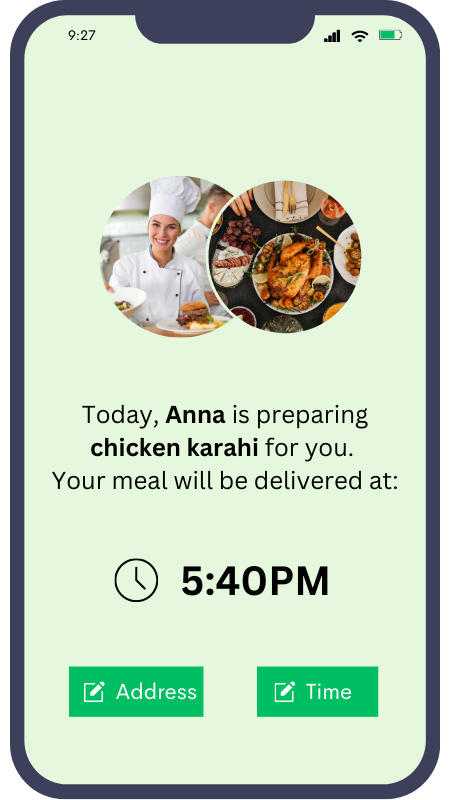 9:27
Today, Anna is preparing
chicken karahi for you.
Your meal will be delivered at:
5:40PM
Address
Time